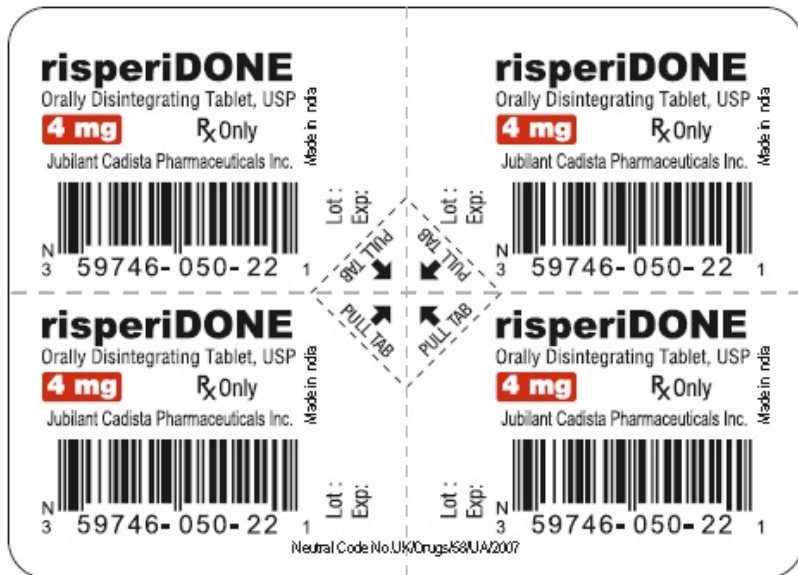 risperiDONE
Orally Disintegrating Tablet, USP
4 mg
Rx Only
Made in India
Jubilant Cadista Pharmaceuticals Inc.
Lot :
Exp:
N
3 59746-050-22 1
PULL TAB
risperiDONE
Orally Disintegrating Tablet, USP
4 mg
Rx Only
Made in India
Jubilant Cadista Pharmaceuticals Inc.
Lot :
Exp:
N
3 59746-050-22 1
PULL TAB
risperiDONE
Orally Disintegrating Tablet, USP
4 mg
Rx Only
Made in India
Jubilant Cadista Pharmaceuticals Inc.
Lot :
Exp:
N
3 59746-050-22 1
PULL TAB
risperiDONE
Orally Disintegrating Tablet, USP
4 mg
Rx Only
Made in India
Jubilant Cadista Pharmaceuticals Inc.
Lot :
Exp:
N
3 59746-050-22 1
PULL TAB
Neutral Code No.UK/Drugs/58/UA/2007